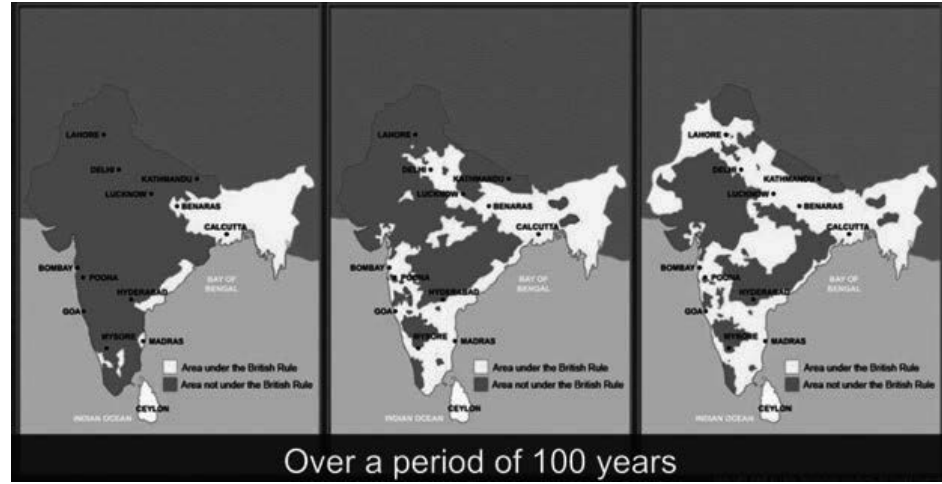 LAHORE
DELHI
KATHMANDU
LUCKNOW
BENARAS
CALCUTTA
BOMBAY
POONA
BAY OF
BENGAL
HYDERABAD
GOA
MYSORE
MADRAS
Area under the British Rule
Area not under the British Rule
CEYLON
INDIAN OCEAN
LAHORE
DELHI
KATHMANDU
LUCKNOW
BENARAS
CALCUTTA
BOMBAY
POONA
BAY OF
BENGAL
HYDERABAD
GOA
MYSORE
MADRAS
Area under the British Rule
Area not under the British Rule
CEYLON
INDIAN OCEAN
LAHORE
DELHI
KATHMANDU
LUCKNOW
BENARAS
CALCUTTA
BOMBAY
POONA
BAY OF
BENGAL
HYDERABAD
GOA
MYSORE
MADRAS
Area under the British Rule
Area not under the British Rule
CEYLON
INDIAN OCEAN
Over a period of 100 years